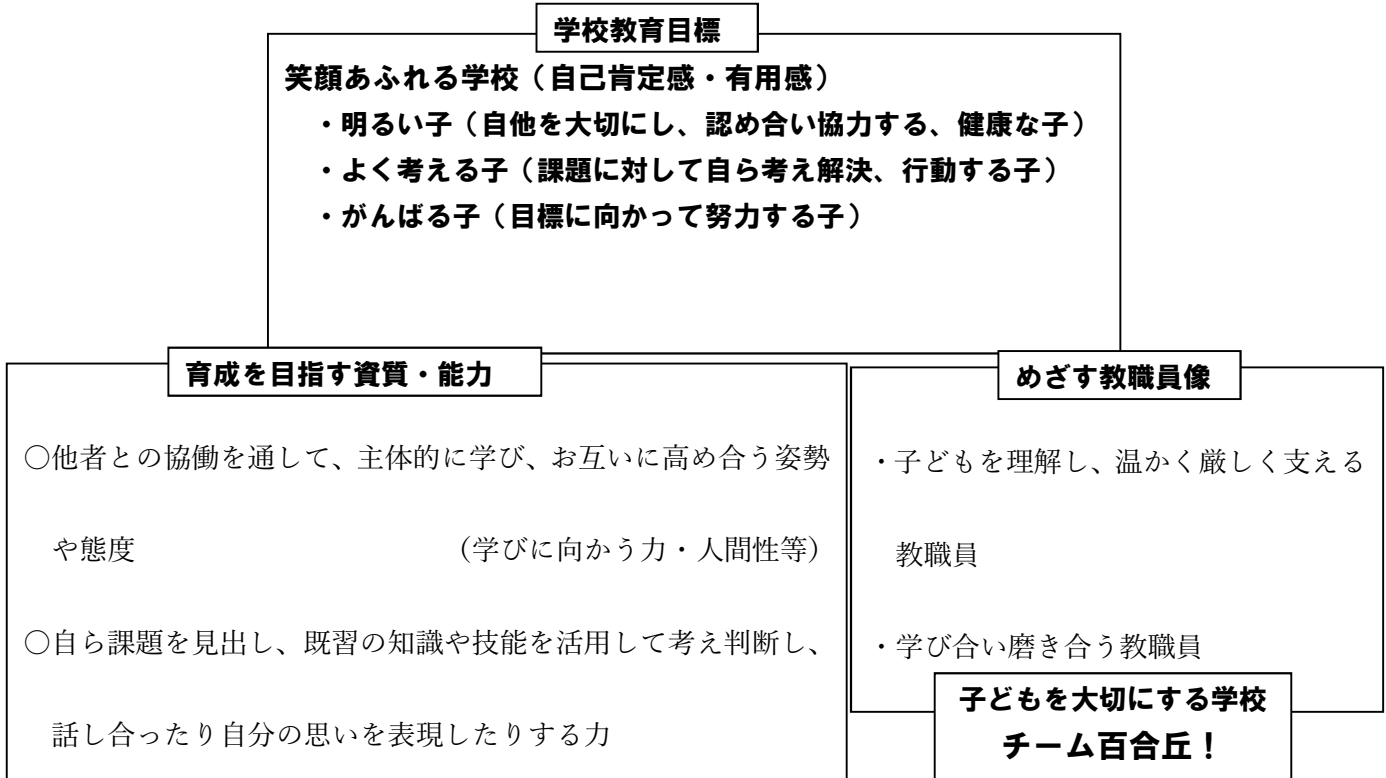 学校教育目標
笑顔あふれる学校(自己肯定感・有用感)
・明るい子(自他を大切にし、認め合い協力する、健康な子)
・よく考える子(課題に対して自ら考え解決、行動する子)
・がんばる子(目標に向かって努力する子)
育成を目指す資質・能力
○他者との協働を通して、主体的に学び、お互いに高め合う姿勢
や態度 (学びに向かう力・人間性等)
○自ら課題を見出し、既習の知識や技能を活用して考え判断し、
話し合ったり自分の思いを表現したりする力
めざす教職員像
・子どもを理解し、温かく厳しく支える
教職員
・学び合い磨き合う教職員
子どもを大切にする学校
チーム百合丘!